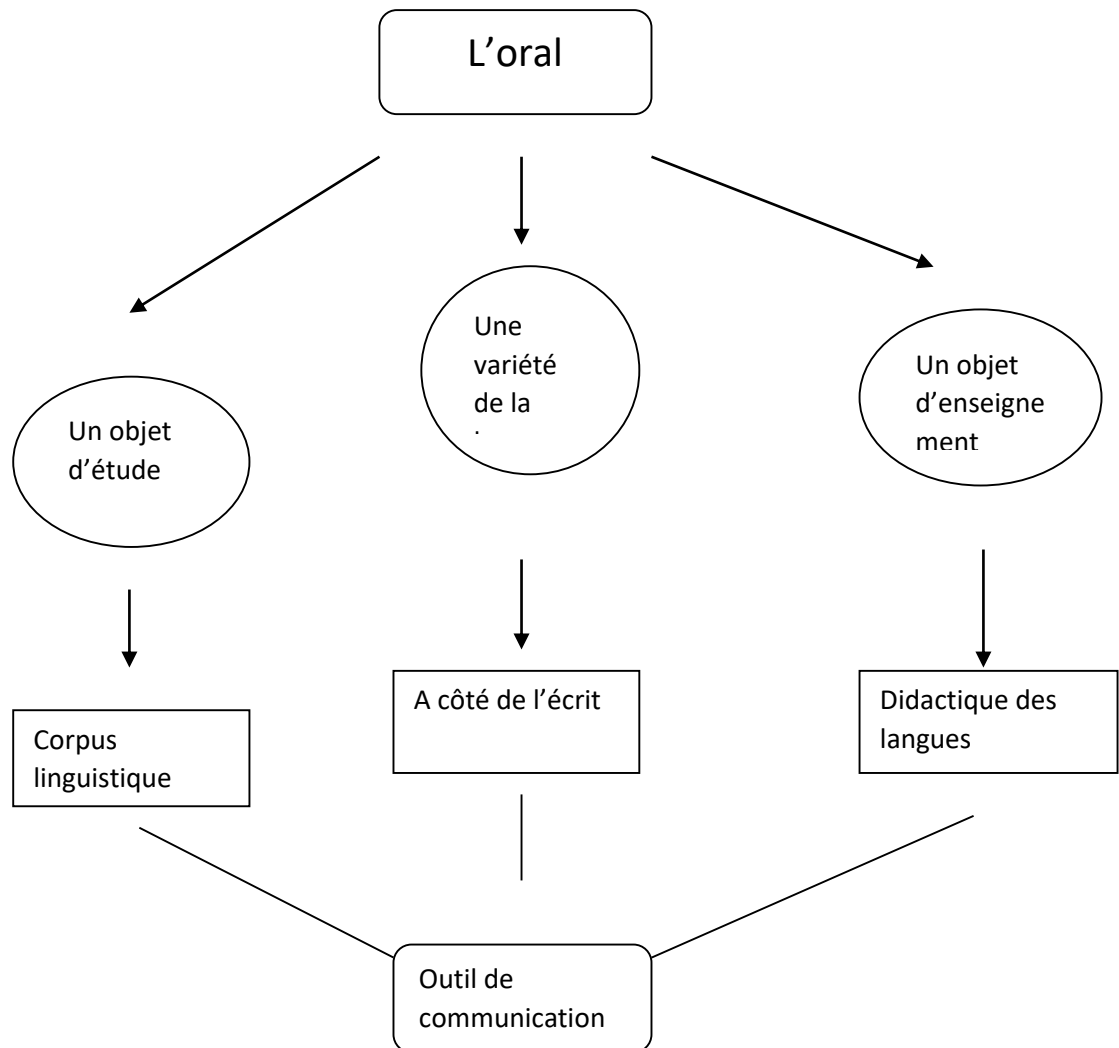 L’oral
Une
variété
de la
Un objet
d’enseigne
ment
Un objet
d’étude
A côté de l’écrit
Didactique des
langues
Corpus
linguistique
Outil de
communication